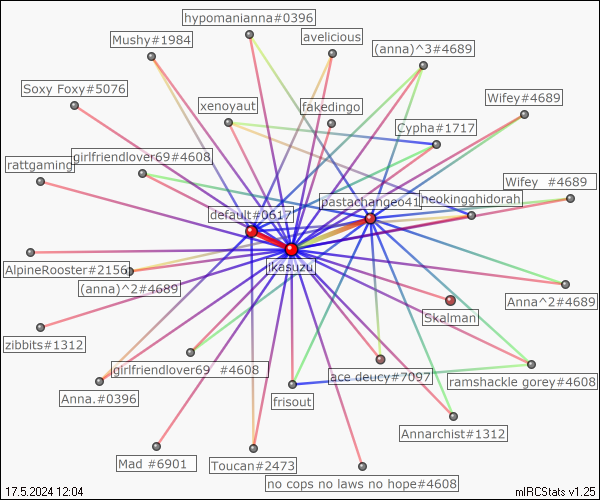 hypomanianna#0396
Mushy#1984
avelicious
(anna)^3#4689
Soxy Foxy#5076
xenoyaut
fakedingo
Wifey#4689
Cypha#1717
rattgaming
girlfriendlover69#4608
Wifey #4689
pastachange041
neokingghidorah
default#0617
ikasuzu
AlpineRooster#2156
(anna)^2#4689
Anna^2#4689
Skalman
zibbits#1312
girlfriendlover69 #4608
ace deucy#7097
ramshackle gorey#4608
Anna.#0396
frisout
Annarchist#1312
Mad #6901
Toucan#2473
no cops no laws no hope#4608
17.5.2024 12:04
mIRCStats v1.25